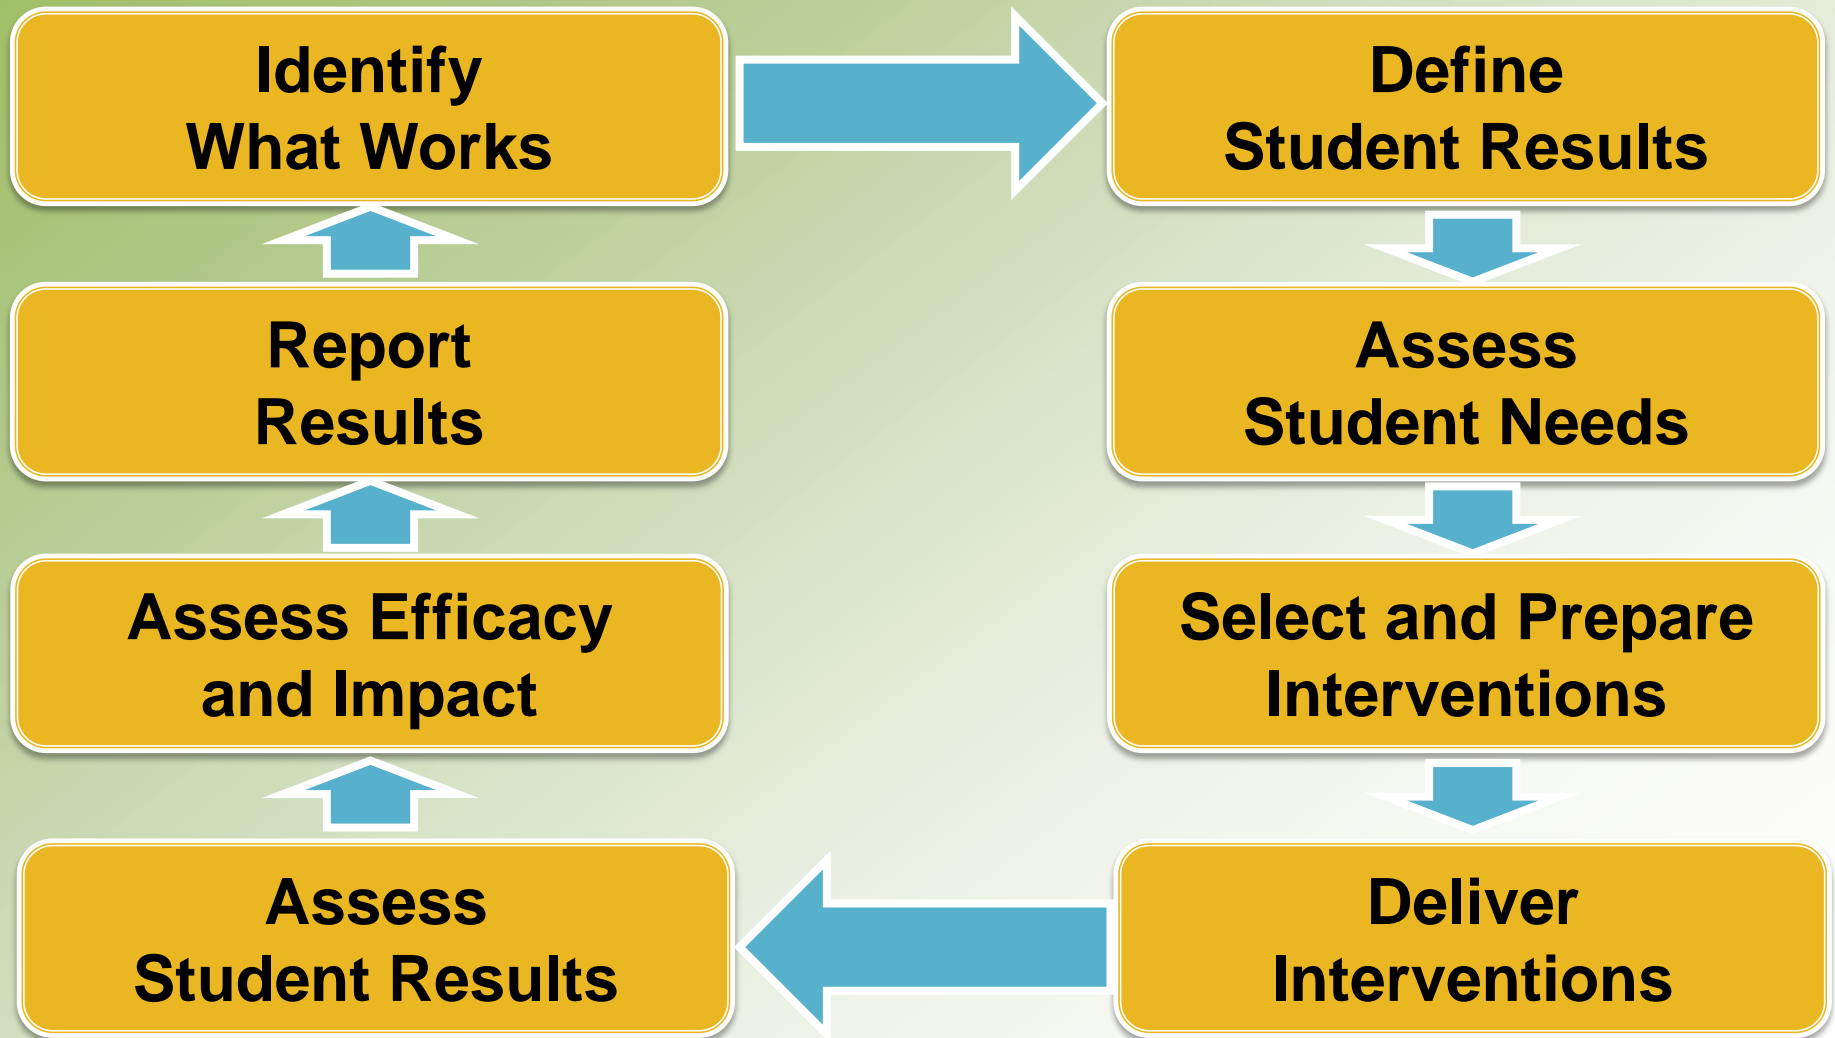 Identify
What Works
Define
Student Results
Report
Results
Assess
Student Needs
Assess Efficacy
and Impact
Select and Prepare
Interventions
Assess
Student Results
Deliver
Interventions